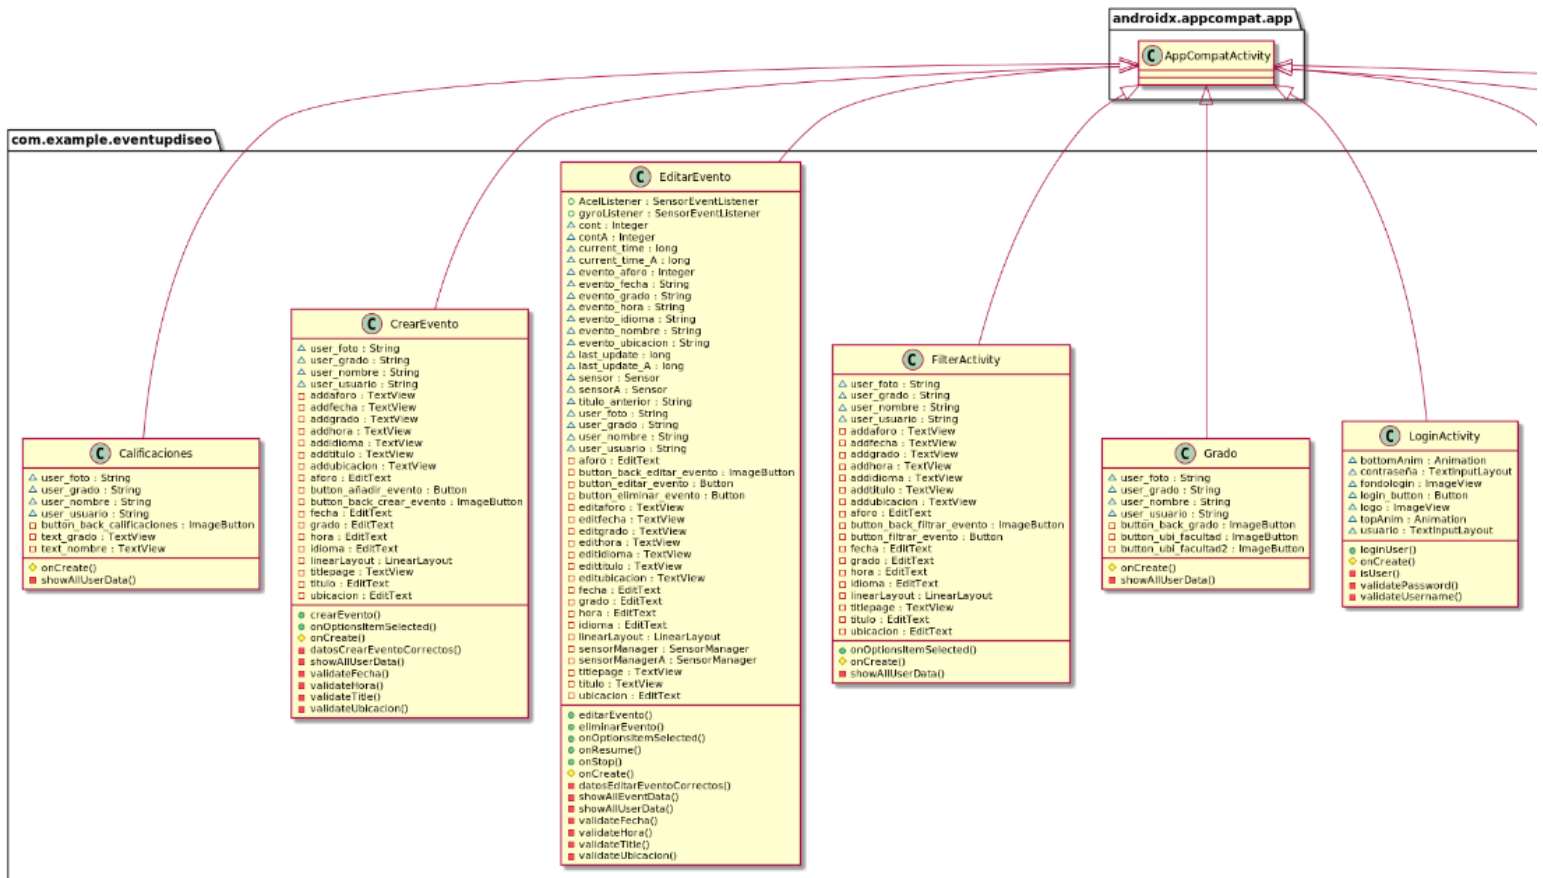 androidx.appcompat.app
C AppCompatActivity
com.example.eventupdiseo
C Calificaciones
user_foto : String
user_grado : String
user_nombre : String
user_usuario : String
button_back_calificaciones : ImageButton
text_grado : TextView
text_nombre : TextView
onCreate()
showAllUserData()
C CrearEvento
user_foto : String
user_grado : String
user_nombre : String
user_usuario : String
addaforo : TextView
addfecha : TextView
addgrado : TextView
addhora : TextView
addidioma : TextView
addtitulo : TextView
addubicacion : TextView
aforo : EditText
button_añadir_evento : Button
button_back_crear_evento : ImageButton
fecha : EditText
grado : EditText
hora : EditText
idioma : EditText
linearLayout : LinearLayout
titlepage : TextView
titulo : EditText
ubicacion : EditText
crearEvento()
onOptionsItemSelected()
onCreate()
datosCrearEventoCorrectos()
showAllUserData()
validateFecha()
validateHora()
validateTitle()
validateUbicacion()
C EditarEvento
AcelListener : SensorEventListener
gyroListener : SensorEventListener
cont : Integer
contA : Integer
current_time : long
current_time_A : long
evento_aforo : Integer
evento_fecha : String
evento_grado : String
evento_hora : String
evento_idioma : String
evento_nombre : String
evento_ubicacion : String
last_update : long
last_update_A : long
sensor : Sensor
sensorA : Sensor
titulo_anterior : String
user_foto : String
user_grado : String
user_nombre : String
user_usuario : String
aforo : EditText
button_back_editar_evento : ImageButton
button_editar_evento : Button
button_eliminar_evento : Button
editaforo : TextView
editfecha : TextView
editgrado : TextView
edithora : TextView
editidioma : TextView
edittitulo : TextView
editubicacion : TextView
fecha : EditText
grado : EditText
hora : EditText
idioma : EditText
linearLayout : LinearLayout
sensorManager : SensorManager
sensorManagerA : SensorManager
titlepage : TextView
titulo : TextView
ubicacion : EditText
editarEvento()
eliminarEvento()
onOptionsItemSelected()
onResume()
onStop()
onCreate()
datosEditarEventoCorrectos()
showAllEventData()
showAllUserData()
validateFecha()
validateHora()
validateTitle()
validateUbicacion()
C FilterActivity
user_foto : String
user_grado : String
user_nombre : String
user_usuario : String
addaforo : TextView
addfecha : TextView
addgrado : TextView
addhora : TextView
addidioma : TextView
addtitulo : TextView
addubicacion : TextView
aforo : EditText
button_back_filtrar_evento : ImageButton
button_filtrar_evento : Button
fecha : EditText
grado : EditText
hora : EditText
idioma : EditText
linearLayout : LinearLayout
titlepage : TextView
titulo : EditText
ubicacion : EditText
onOptionsItemSelected()
onCreate()
showAllUserData()
C Grado
user_foto : String
user_grado : String
user_nombre : String
user_usuario : String
button_back_grado : ImageButton
button_ubi_facultad : ImageButton
button_ubi_facultad2 : ImageButton
onCreate()
showAllUserData()
C LoginActivity
bottomAnim : Animation
contraseña : TextInputLayout
fondologin : ImageView
login_button : Button
logo : ImageView
topAnim : Animation
usuario : TextInputLayout
loginUser()
onCreate()
isUser()
validatePassword()
validateUsername()